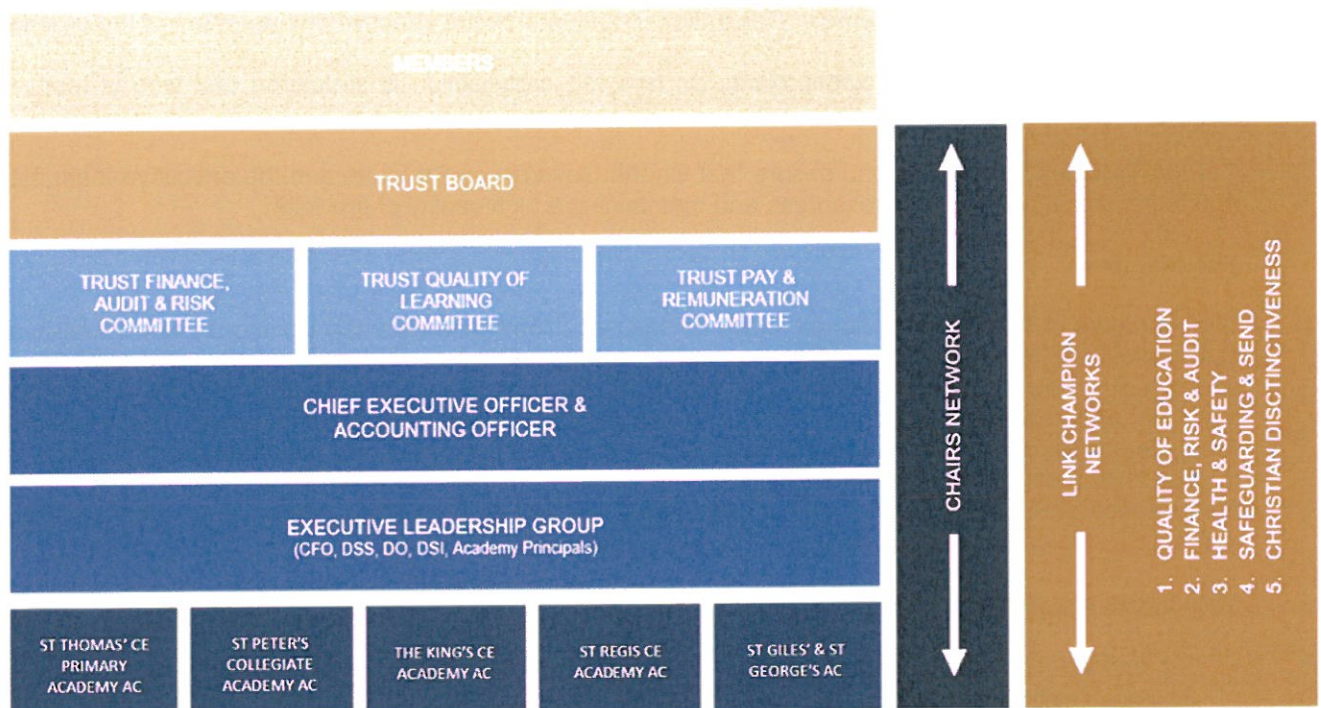 MEMBERS
TRUST BOARD
TRUST FINANCE,
AUDIT & RISK
COMMITTEE
TRUST QUALITY OF
LEARNING
COMMITTEE
TRUST PAY &
REMUNERATION
COMMITTEE
CHIEF EXECUTIVE OFFICER &
ACCOUNTING OFFICER
EXECUTIVE LEADERSHIP GROUP
(CFO, DSS, DO, DSI, Academy Principals)
ST THOMAS' CE
PRIMARY
ACADEMY AC
ST PETER'S
COLLEGIATE
ACADEMY AC
THE KING'S CE
ACADEMY AC
ST REGIS CE
ACADEMY AC
ST GILES' & ST
GEORGE'S AC
CHAIRS NETWORK
LINK CHAMPION
NETWORKS
1. QUALITY OF EDUCATION
2. FINANCE, RISK & AUDIT
3. HEALTH & SAFETY
4. SAFEGUARDING & SEND
5. CHRISTIAN DISCTINCTIVENESS